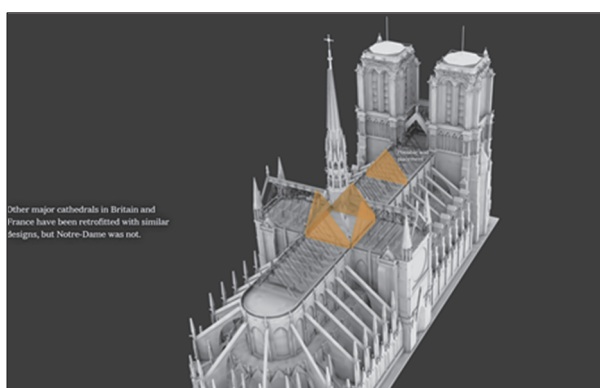 Other major cathedrals in Britain and
France have been retrofitted with similar
designs, but Notre-Dame was not.